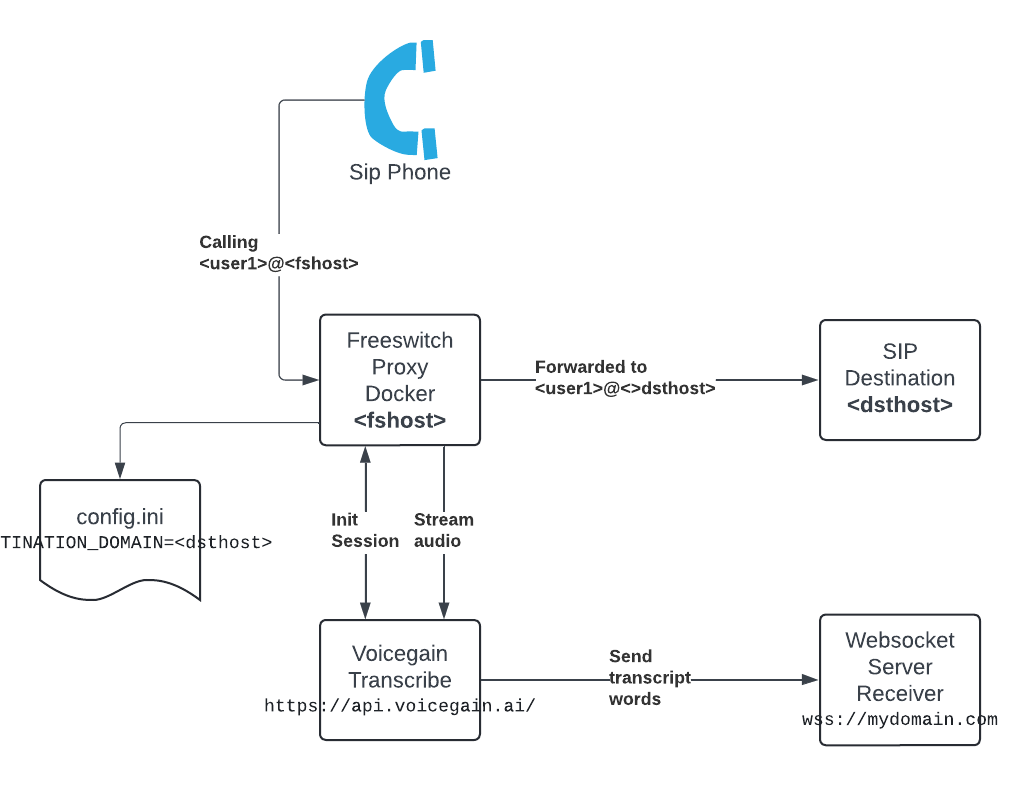 Sip Phone
Calling
<user1>@<fshost>
Freeswitch
Proxy
Docker
<fshost>
Forwarded to
<user1>@<>dsthost>
SIP
Destination
<dsthost>
config.ini
TINATION_DOMAIN=<dsthost>
Init
Session
Stream
audio
Voicegain
Transcribe
https://api.voicegain.ai/
Send
transcript
words
Websocket
Server
Receiver
wss://mydomain.com